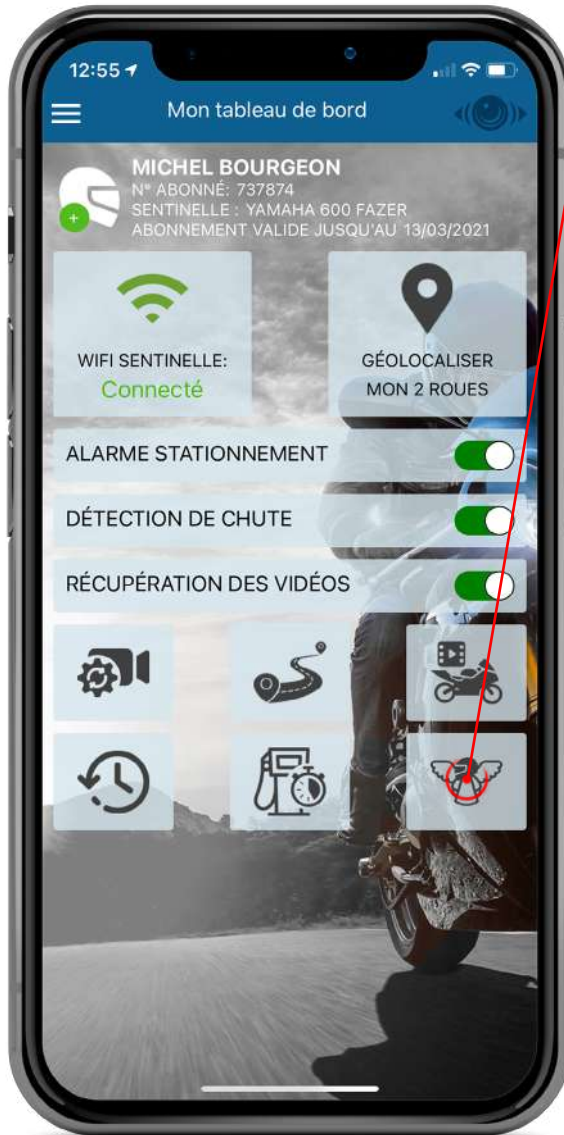 12:55
Mon tableau de bord
MICHEL BOURGEON
N° ABONNÉ: 737874
SENTINELLE : YAMAHA 600 FAZER
ABONNEMENT VALIDE JUSQU'AU 13/03/2021
WIFI SENTINELLE:
Connecté
GÉOLOCALISER
MON 2 ROUES
ALARME STATIONNEMENT
DÉTECTION DE CHUTE
RÉCUPÉRATION DES VIDÉOS